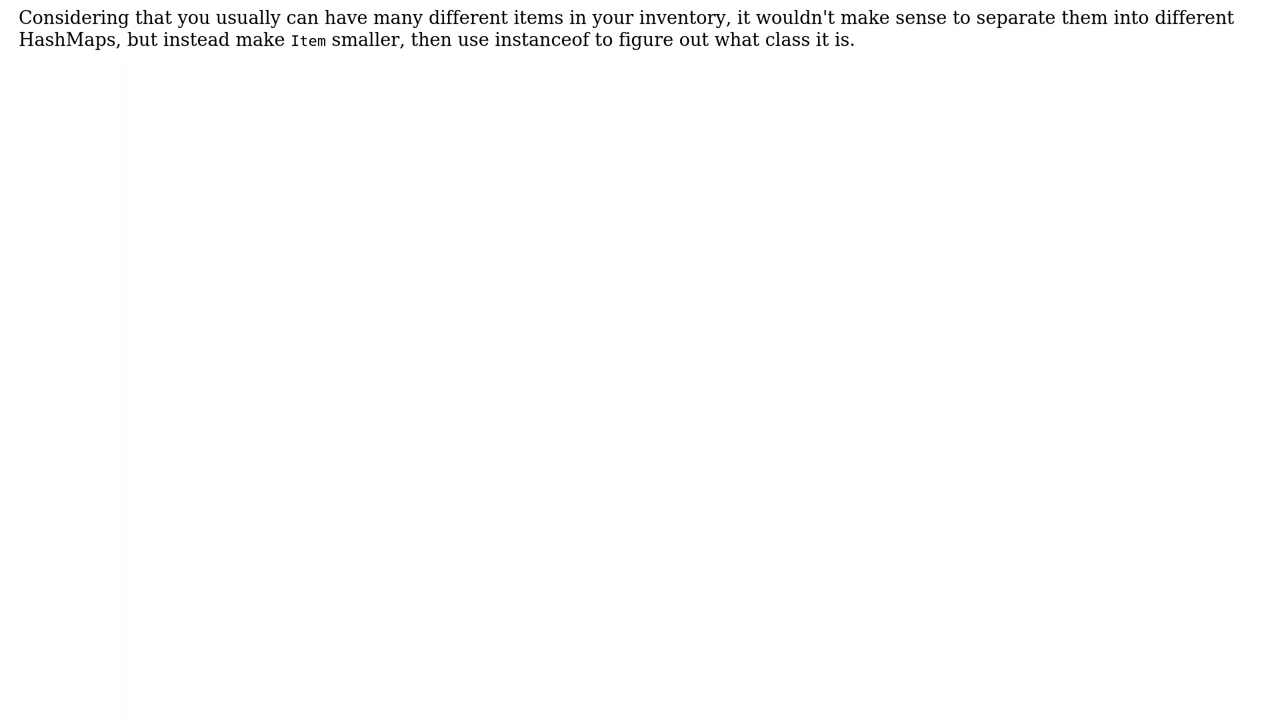 Considering that you usually can have many different items in your inventory, it wouldn't make sense to separate them into different
HashMaps, but instead make Item smaller, then use instanceof to figure out what class it is.